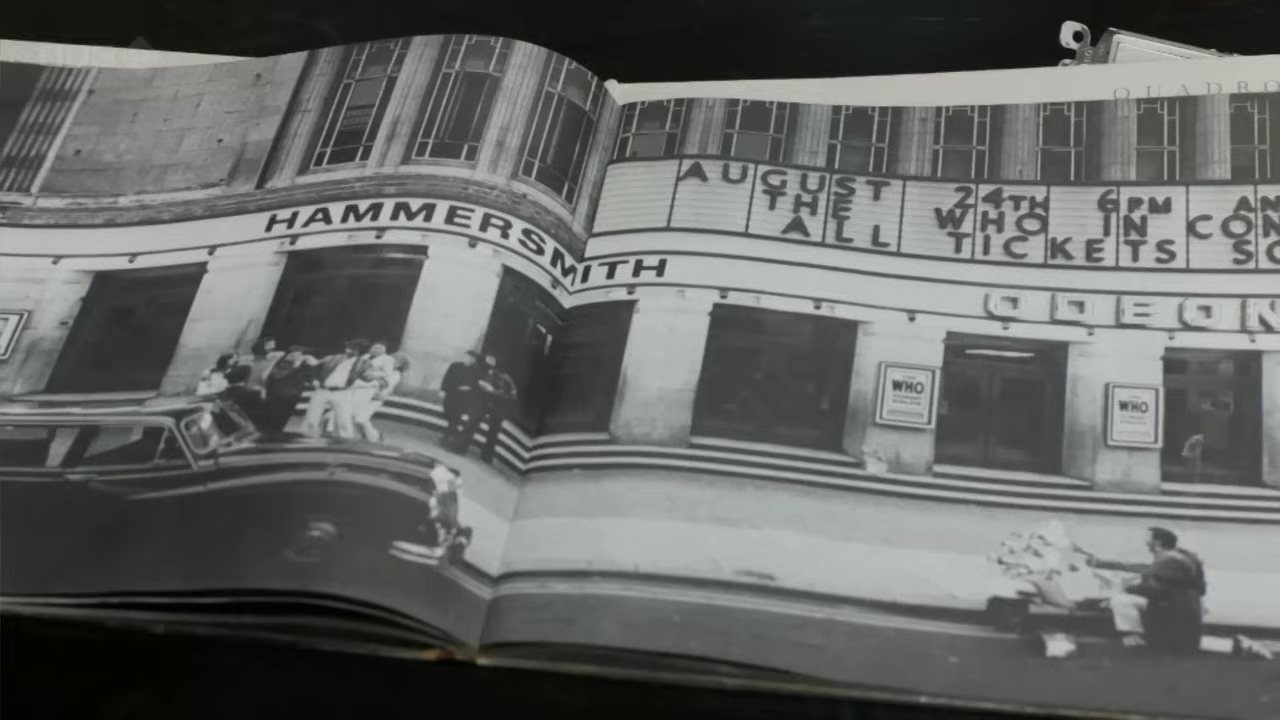 QUADRO
AUGUST 24TH 6PM AN
THE WHO IN CON
ALL TICKETS SO
HAMMERSMITH
ODEON
WHO
WHO